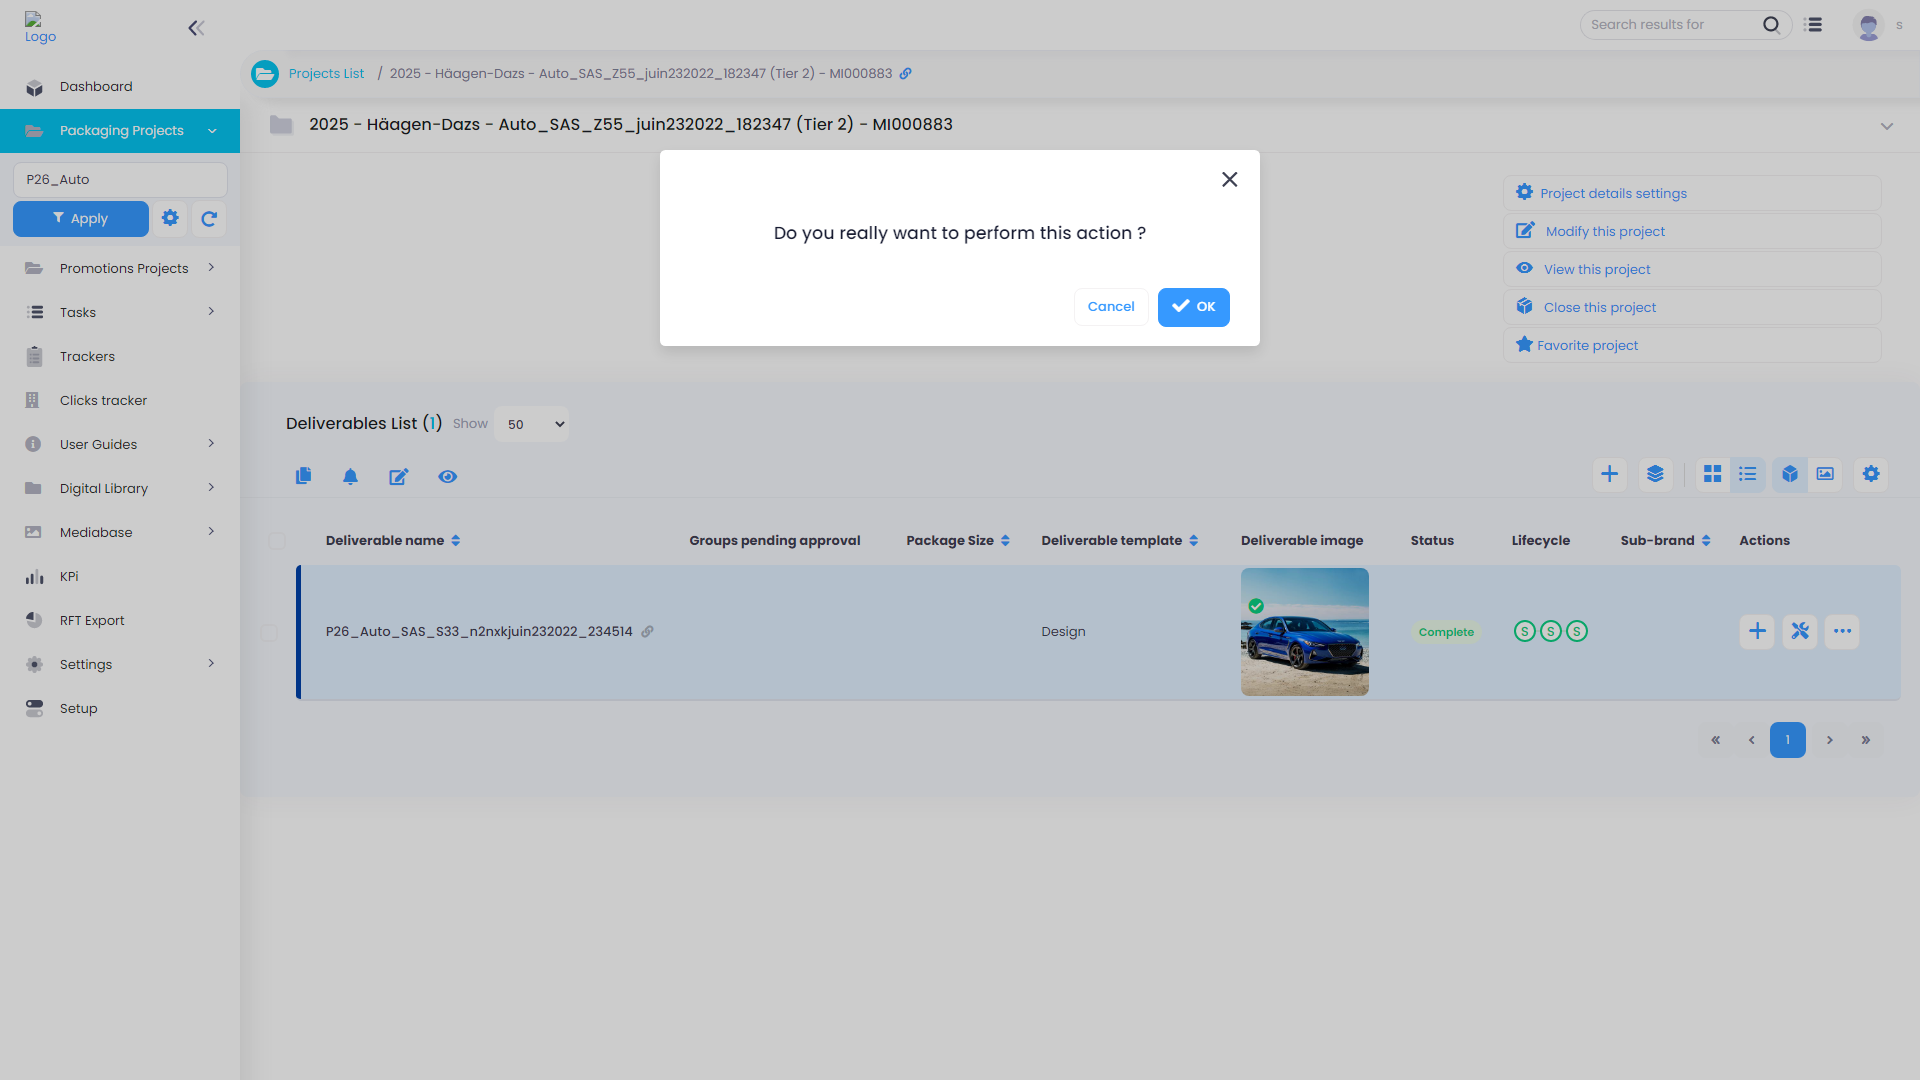 Logo
Search results for
s
Dashboard
Packaging Projects
P26_Auto
Apply
Promotions Projects
Tasks
Trackers
Clicks tracker
User Guides
Digital Library
Mediabase
KPi
RFT Export
Settings
Setup
Projects List / 2025 - Häagen-Dazs - Auto_SAS_Z55_juin232022_182347 (Tier 2) - MI000883
2025 - Häagen-Dazs - Auto_SAS_Z55_juin232022_182347 (Tier 2) - MI000883
Do you really want to perform this action ?
Cancel
OK
Project details settings
Modify this project
View this project
Close this project
Favorite project
Deliverables List (1) Show 50
Deliverable name Groups pending approval Package Size Deliverable template Deliverable image Status Lifecycle Sub-brand Actions
P26_Auto_SAS_S33_n2nxkjuin232022_234514 Design Complete S S S
« ‹ 1 › »